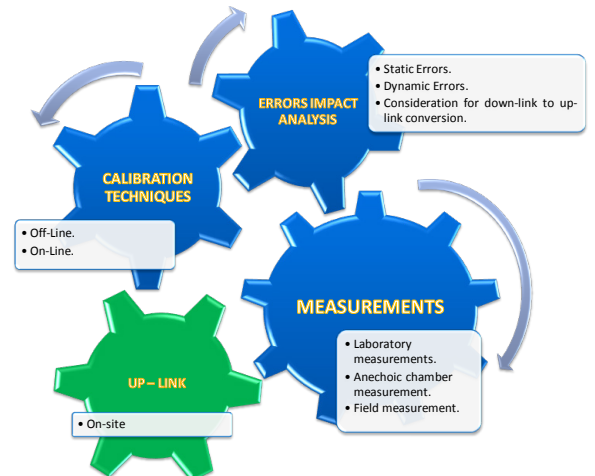 ERRORS IMPACT
ANALYSIS
• Static Errors.
• Dynamic Errors.
• Consideration for down-link to up-
link conversion.
CALIBRATION
TECHNIQUES
• Off-Line.
• On-Line.
MEASUREMENTS
• Laboratory
measurements.
• Anechoic chamber
measurement.
• Field measurement.
UP – LINK
• On-site